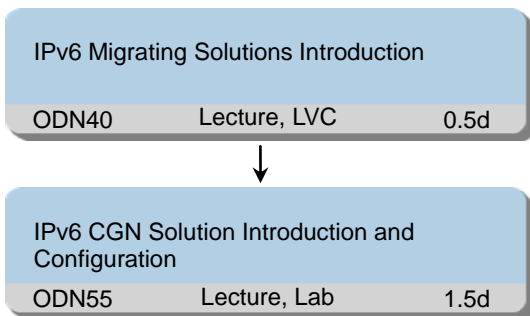 IPv6 Migrating Solutions Introduction
ODN40 Lecture, LVC 0.5d
IPv6 CGN Solution Introduction and
Configuration
ODN55 Lecture, Lab 1.5d